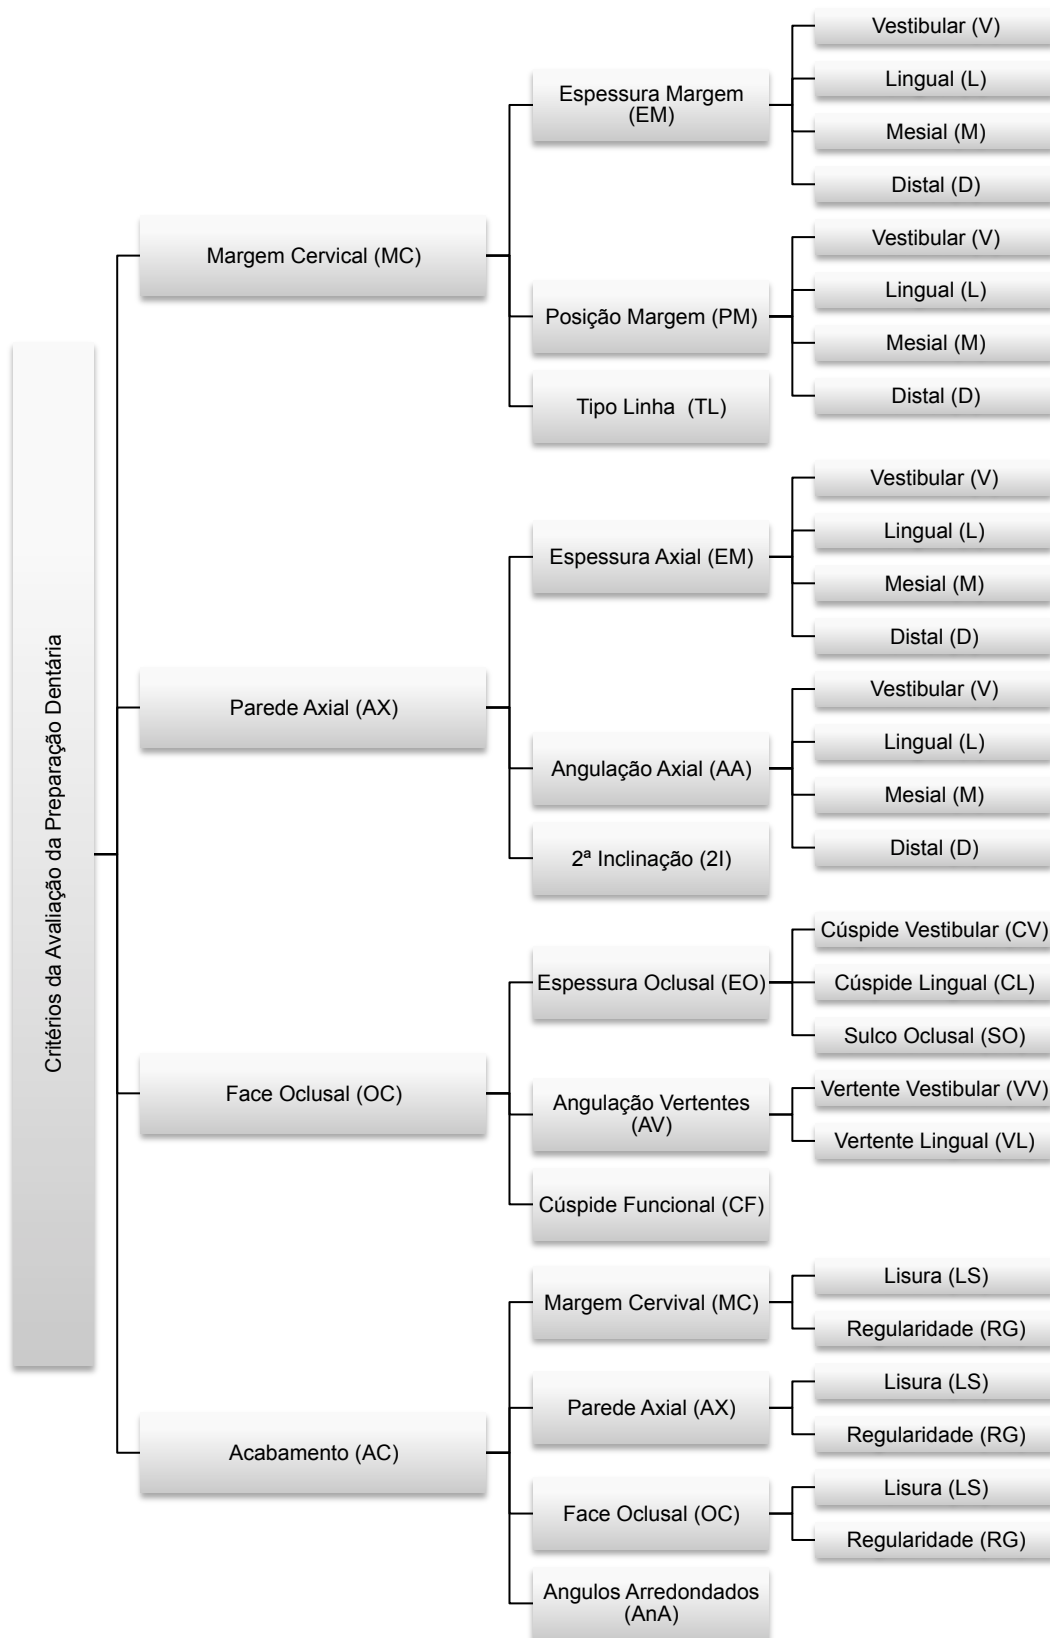 Critérios da Avaliação da Preparação Dentária
Margem Cervical (MC)
Espessura Margem
(EM)
Vestibular (V)
Lingual (L)
Mesial (M)
Distal (D)
Posição Margem (PM)
Vestibular (V)
Lingual (L)
Mesial (M)
Distal (D)
Tipo Linha  (TL)
Parede Axial (AX)
Espessura Axial (EM)
Vestibular (V)
Lingual (L)
Mesial (M)
Distal (D)
Angulação Axial (AA)
Vestibular (V)
Lingual (L)
Mesial (M)
Distal (D)
2ª Inclinação (2I)
Face Oclusal (OC)
Espessura Oclusal (EO)
Cúspide Vestibular (CV)
Cúspide Lingual (CL)
Sulco Oclusal (SO)
Angulação Vertentes
(AV)
Vertente Vestibular (VV)
Vertente Lingual (VL)
Cúspide Funcional (CF)
Acabamento (AC)
Margem Cervival (MC)
Lisura (LS)
Regularidade (RG)
Parede Axial (AX)
Lisura (LS)
Regularidade (RG)
Face Oclusal (OC)
Lisura (LS)
Regularidade (RG)
Angulos Arredondados
(AnA)